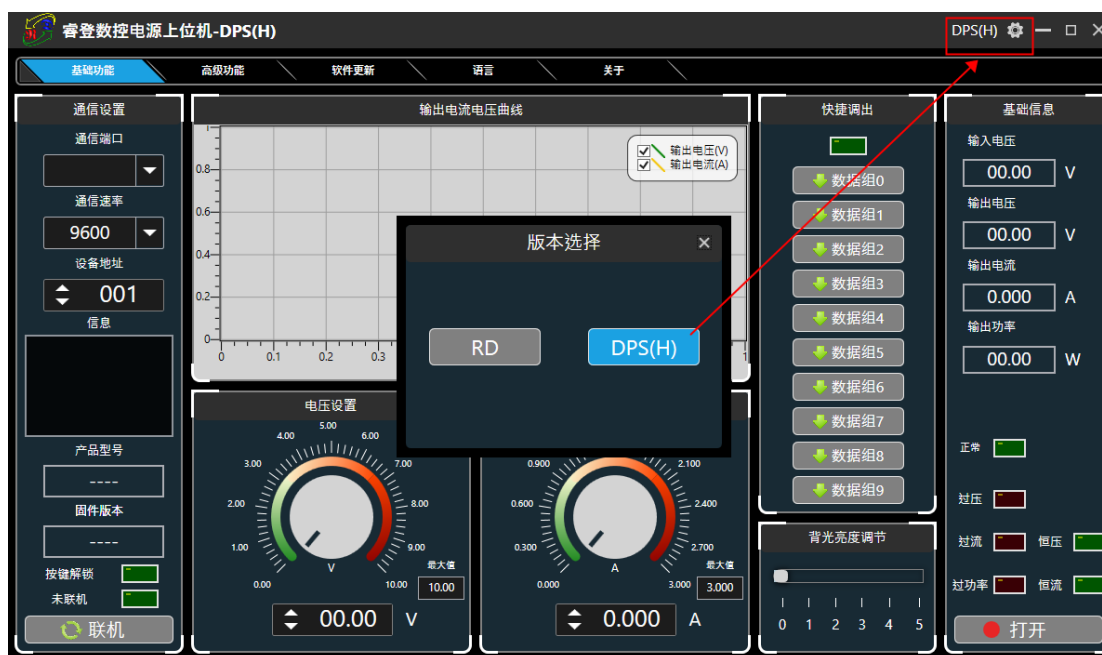 睿登数控电源上位机-DPS(H)
DPS(H)
基础功能
高级功能
软件更新
语言
关于
通信设置
通信端口
通信速率
9600
设备地址
001
信息
产品型号
----
固件版本
----
按键解锁
未联机
联机
输出电流电压曲线
输出电压(V)
输出电流(A)
0.8
0.6
0.4
0.2
0
0
0.1
0.2
0.3
1
版本选择
RD
DPS(H)
电压设置
0.00
1.00
2.00
3.00
4.00
5.00
6.00
7.00
8.00
9.00
10.00
V
最大值
10.00
00.00
V
0.000
0.300
0.600
0.900
2.100
2.400
2.700
3.000
A
最大值
3.000
0.000
A
快捷调出
数据组0
数据组1
数据组2
数据组3
数据组4
数据组5
数据组6
数据组7
数据组8
数据组9
背光亮度调节
0 1 2 3 4 5
基础信息
输入电压
00.00 V
输出电压
00.00 V
输出电流
0.000 A
输出功率
00.00 W
正常
过压
过流
恒压
过功率
恒流
打开